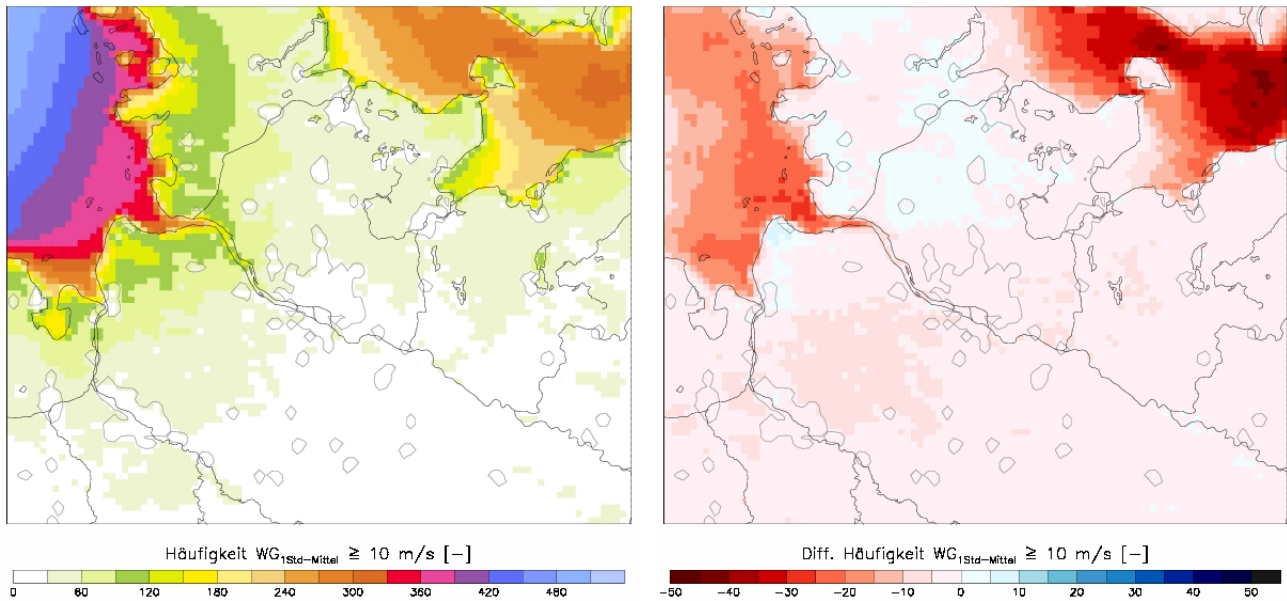 Häufigkeit WG1Std-Mittel ≥ 10 m/s [-]
0 60 120 180 240 300 360 420 480
Diff. Häufigkeit WG1Std-Mittel ≥ 10 m/s [-]
-50 -40 -30 -20 -10 0 10 20 30 40 50